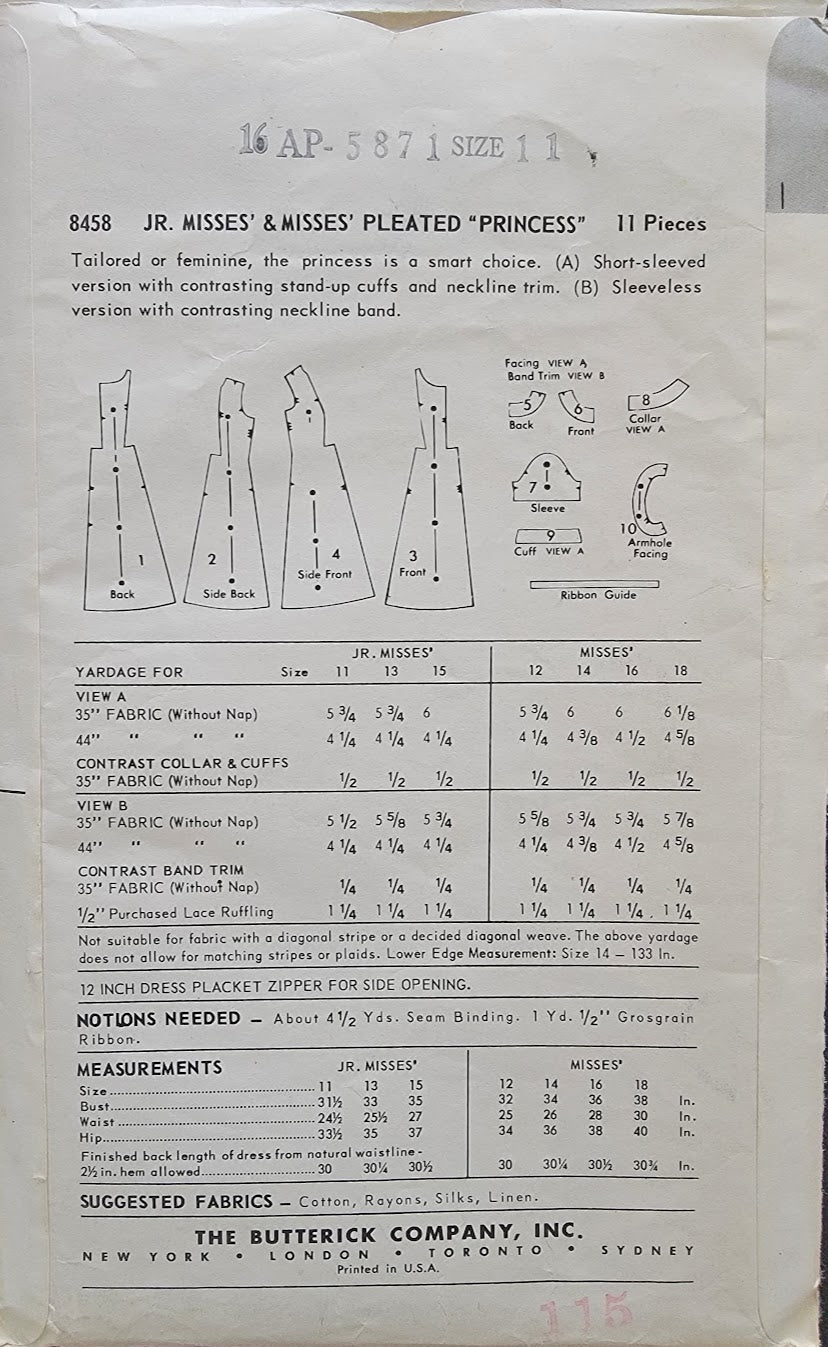 16 AP- 5 8 7 1 SIZE 1 1
8458 JR. MISSES' & MISSES' PLEATED "PRINCESS" 11 Pieces
Tailored or feminine, the princess is a smart choice. (A) Short-sleeved
version with contrasting stand-up cuffs and neckline trim. (B) Sleeveless
version with contrasting neckline band.
Facing VIEW A
Band Trim VIEW B
5 6 8
Back Front Collar
VIEW A
7
Sleeve
9
Cuff VIEW A
10
Armhole
Facing
1 2 4 3
Back Side Back Side Front Front
Ribbon Guide
JR. MISSES' MISSES'
YARDAGE FOR Size 11 13 15 12 14 16 18
VIEW A
35" FABRIC (Without Nap) 5 3/4 5 3/4 6 5 3/4 6 6 6 1/8
44" " " " 4 1/4 4 1/4 4 1/4 4 1/4 4 3/8 4 1/2 4 5/8
CONTRAST COLLAR & CUFFS
35" FABRIC (Without Nap) 1/2 1/2 1/2 1/2 1/2 1/2 1/2
VIEW B
35" FABRIC (Without Nap) 5 1/2 5 5/8 5 3/4 5 5/8 5 3/4 5 3/4 5 7/8
44" " " " 4 1/4 4 1/4 4 1/4 4 1/4 4 3/8 4 1/2 4 5/8
CONTRAST BAND TRIM
35" FABRIC (Without Nap) 1/4 1/4 1/4 1/4 1/4 1/4 1/4
1/2" Purchased Lace Ruffling 1 1/4 1 1/4 1 1/4 1 1/4 1 1/4 1 1/4 1 1/4
Not suitable for fabric with a diagonal stripe or a decided diagonal weave. The above yardage
does not allow for matching stripes or plaids. Lower Edge Measurement: Size 14 – 133 In.
12 INCH DRESS PLACKET ZIPPER FOR SIDE OPENING.
NOTIONS NEEDED – About 4 1/2 Yds. Seam Binding. 1 Yd. 1/2" Grosgrain
Ribbon.
MEASUREMENTS JR. MISSES' MISSES'
Size 11 13 15 12 14 16 18
Bust 31½ 33 35 32 34 36 38 In.
Waist 24½ 25½ 27 25 26 28 30 In.
Hip 33½ 35 37 34 36 38 40 In.
Finished back length of dress from natural waistline -
2½ in. hem allowed 30 30¼ 30½ 30 30¼ 30½ 30¾ In.
SUGGESTED FABRICS – Cotton, Rayons, Silks, Linen.
THE BUTTERICK COMPANY, INC.
NEW YORK • LONDON • TORONTO • SYDNEY
Printed in U.S.A.
115